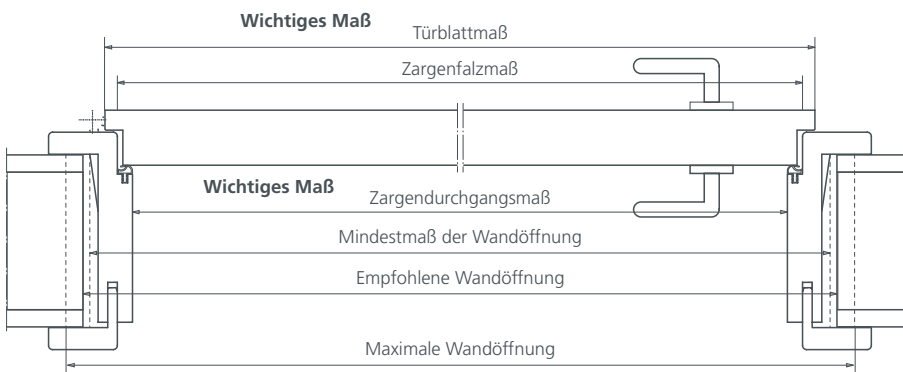 Wichtiges Maß
Türblattmaß
Zargenfalzmaß
Wichtiges Maß
Zargendurchgangsmaß
Mindestmaß der Wandöffnung
Empfohlene Wandöffnung
Maximale Wandöffnung